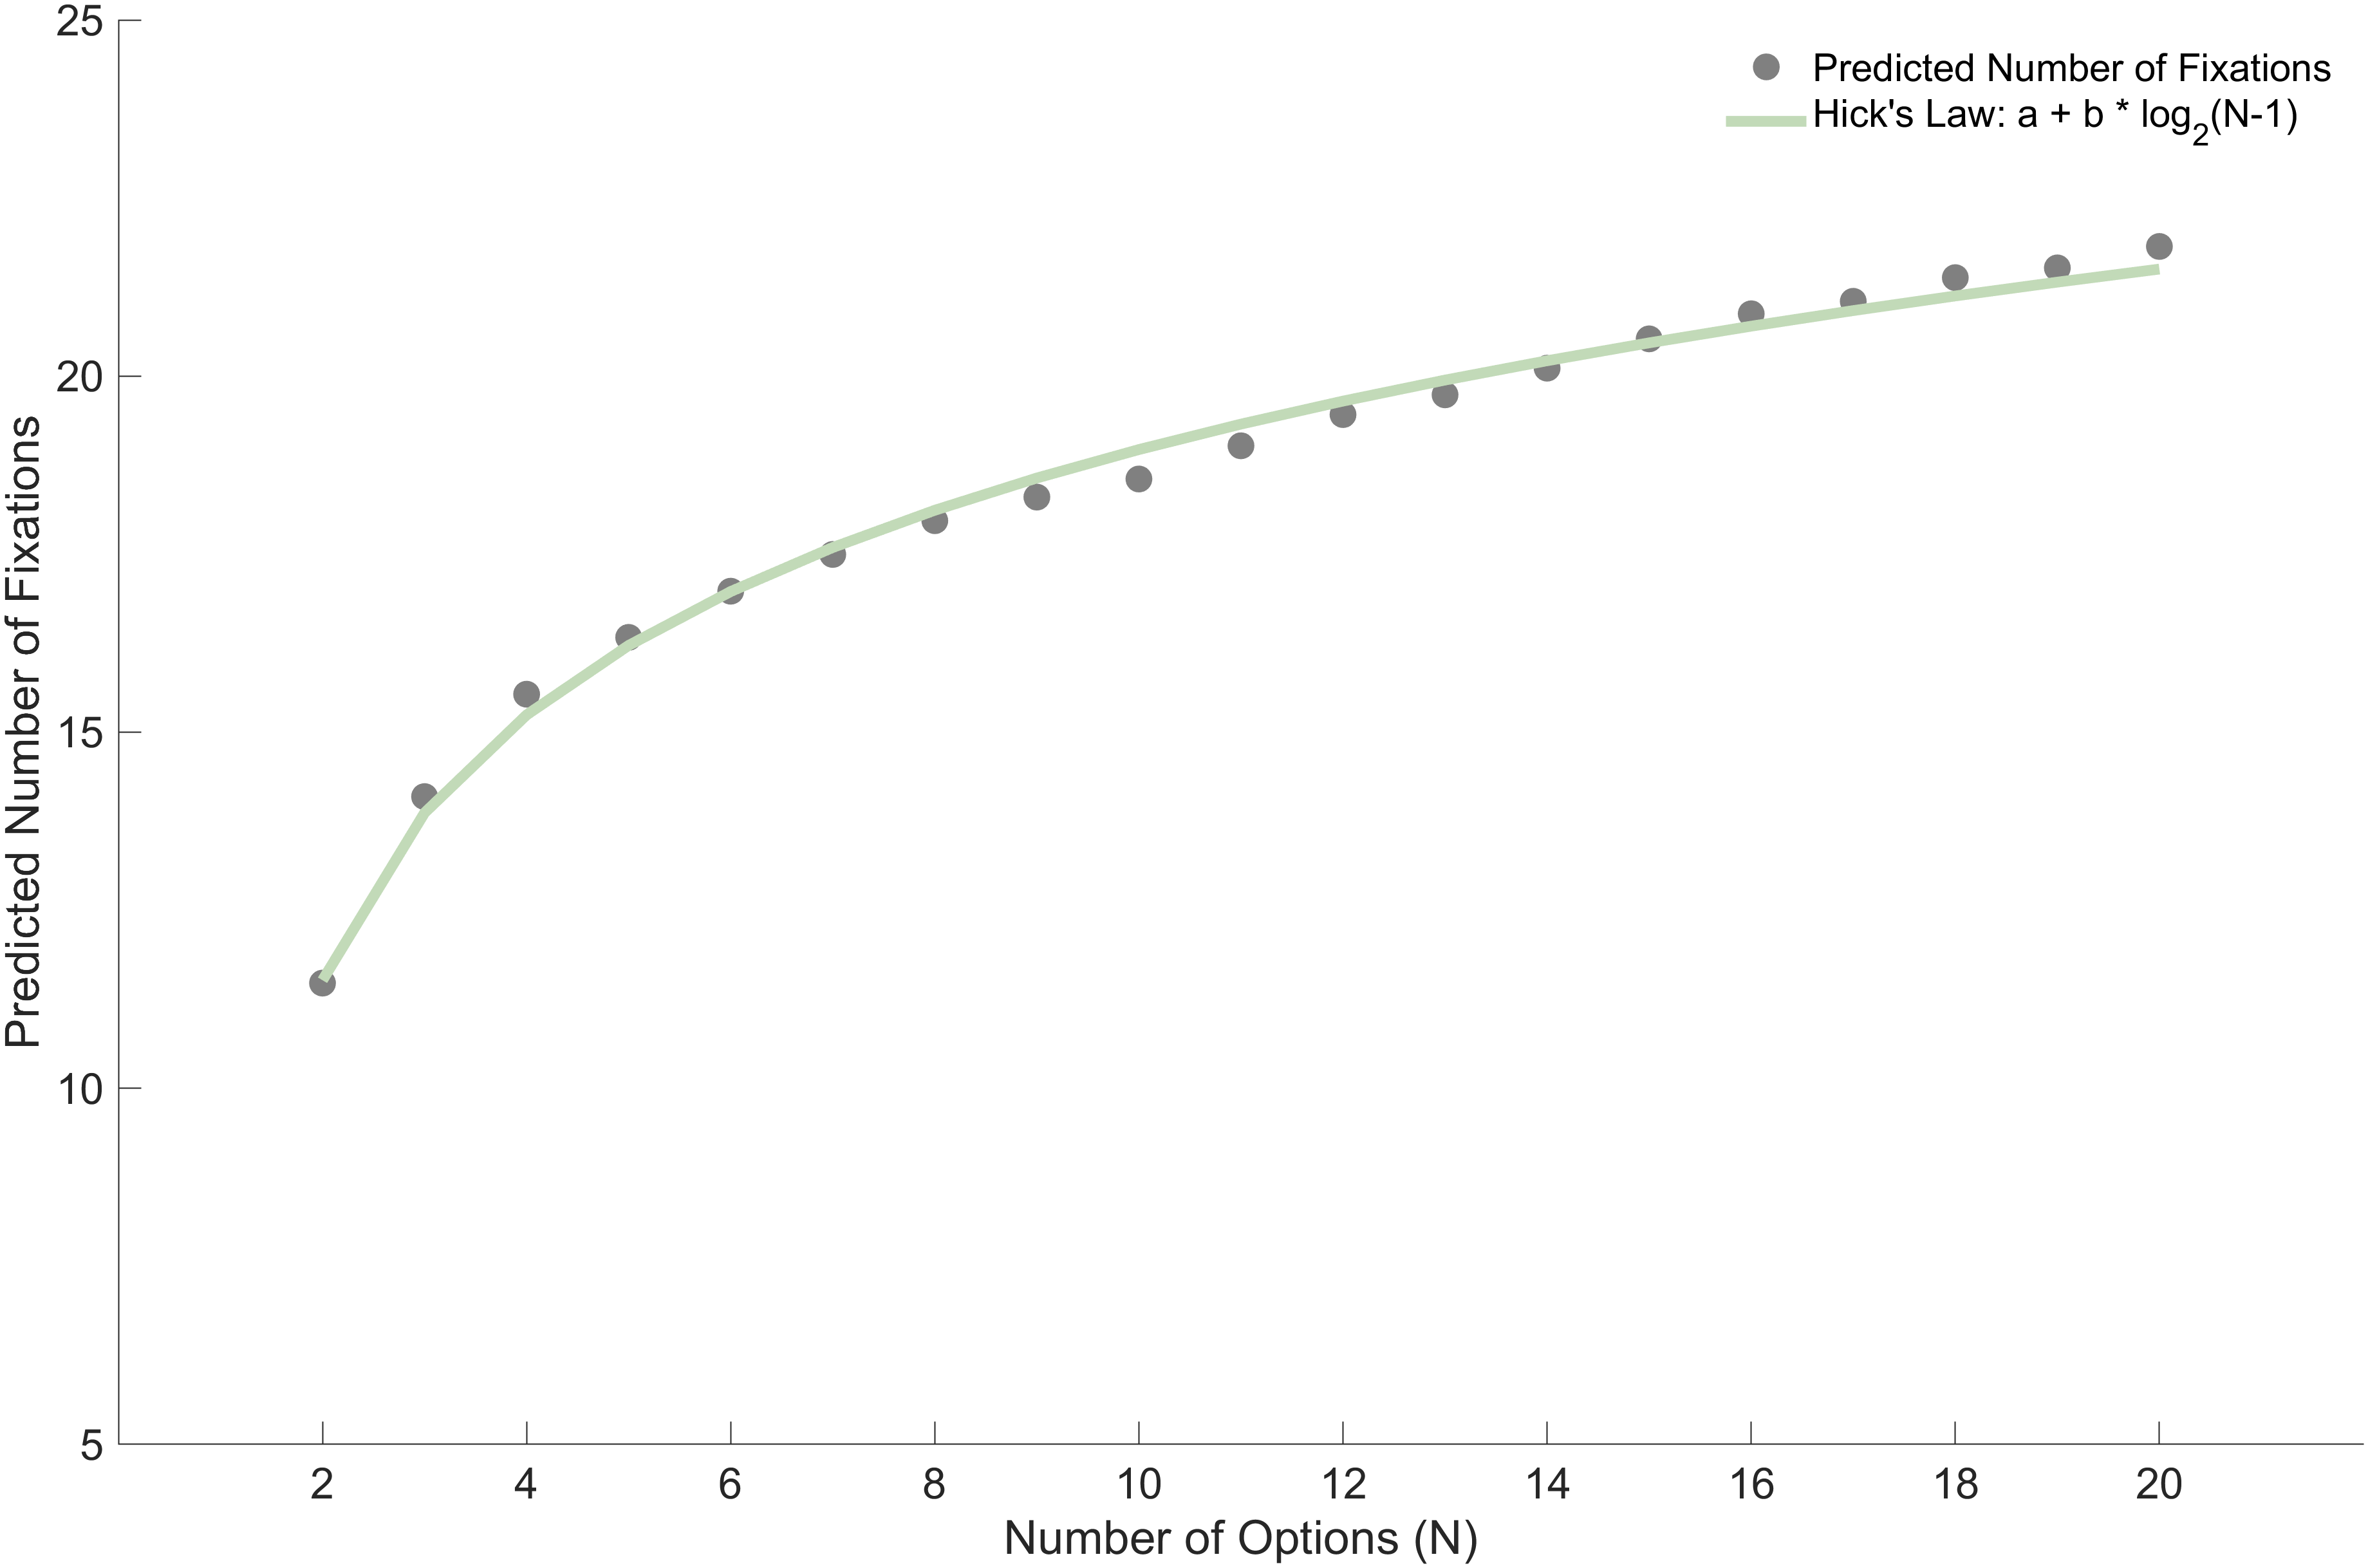 25
20
15
10
5
Predicted Number of Fixations
Predicted Number of Fixations
Hick's Law: a + b * log2(N-1)
2 4 6 8 10 12 14 16 18 20
Number of Options (N)